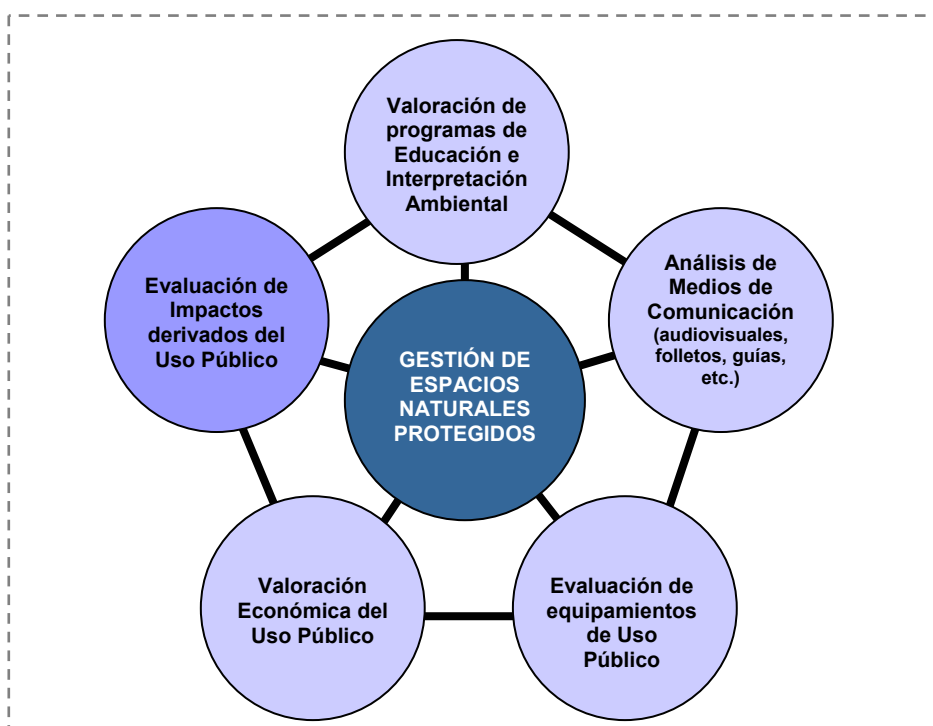 Valoración de
programas de
Educación e
Interpretación
Ambiental
Evaluación de
Impactos
derivados del
Uso Público
Análisis de
Medios de
Comunicación
(audiovisuales,
folletos, guías,
etc.)
GESTIÓN DE
ESPACIOS
NATURALES
PROTEGIDOS
Valoración
Económica del
Uso Público
Evaluación de
equipamientos
de Uso
Público